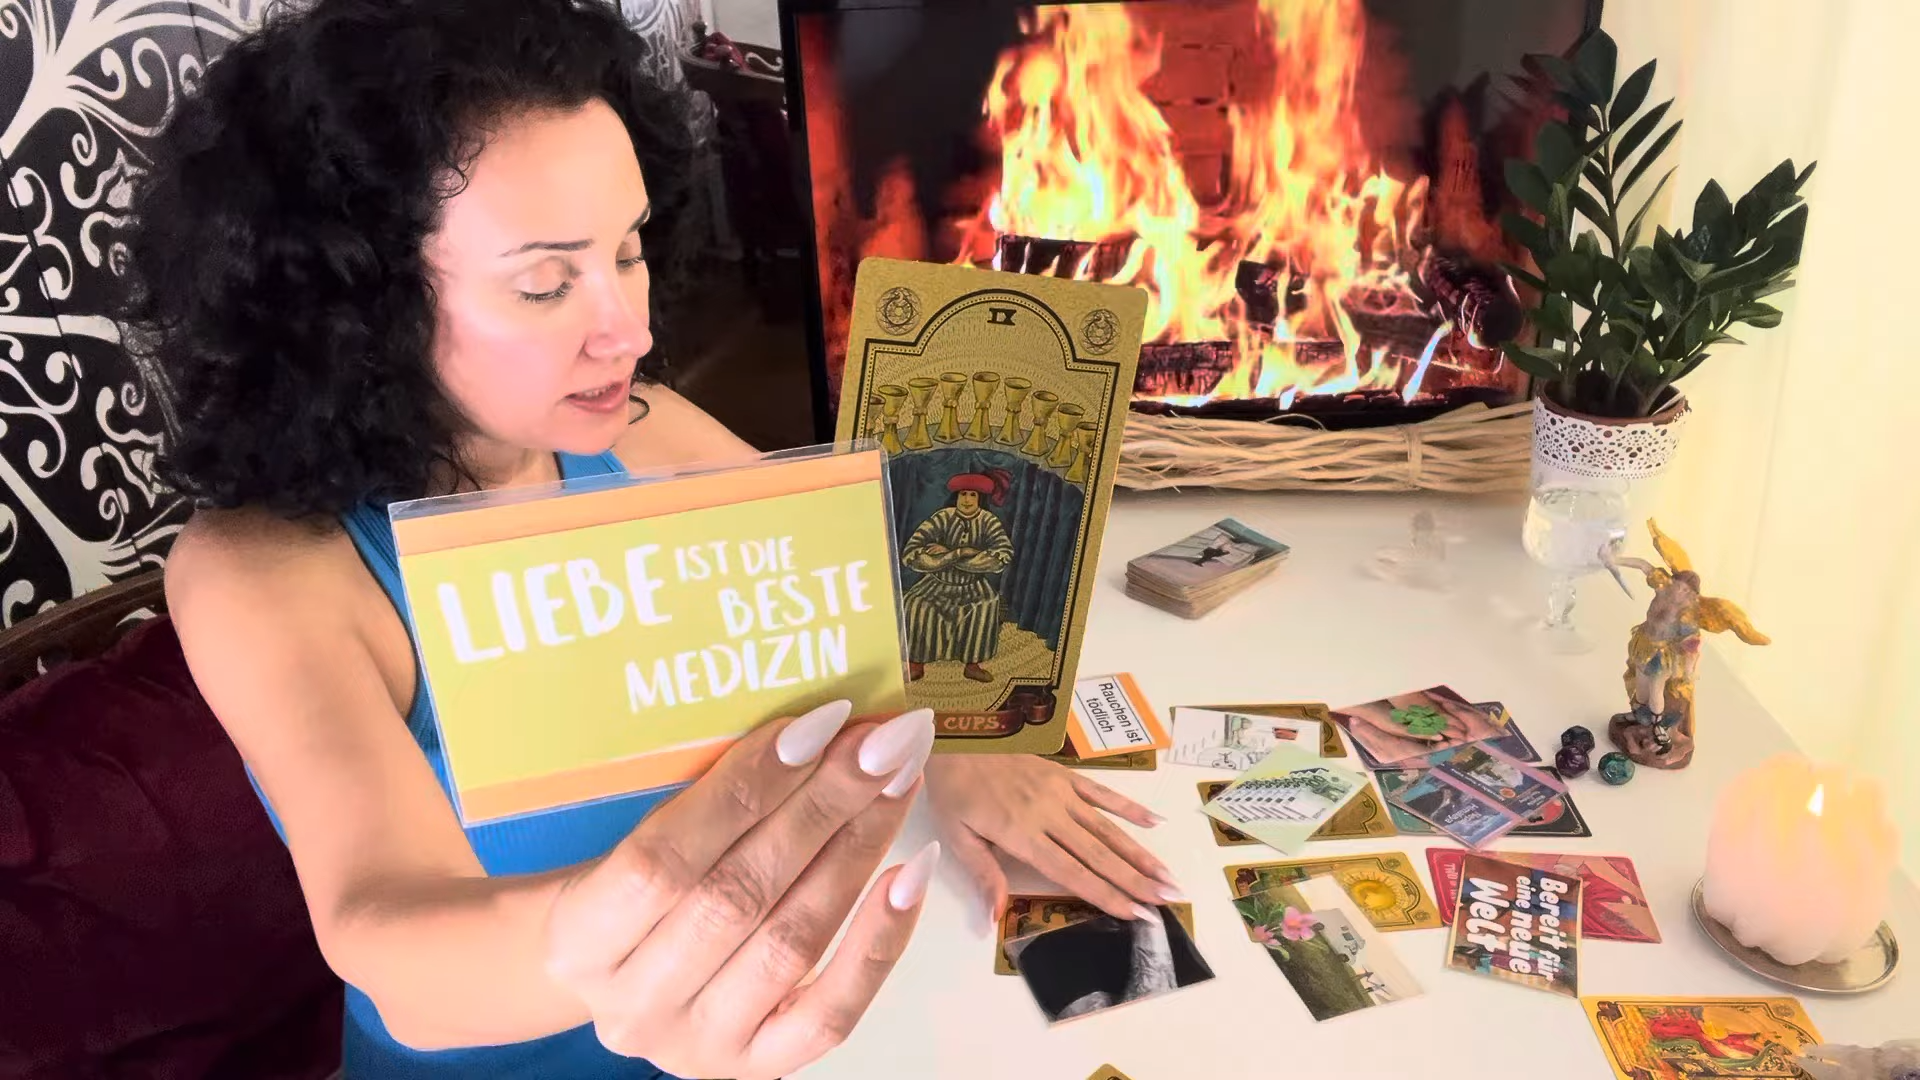 LIEBE IST DIE
BESTE
MEDIZIN
IX
CUPS.
Rauchen ist
tödlich
Bereit für
eine neue
Welt